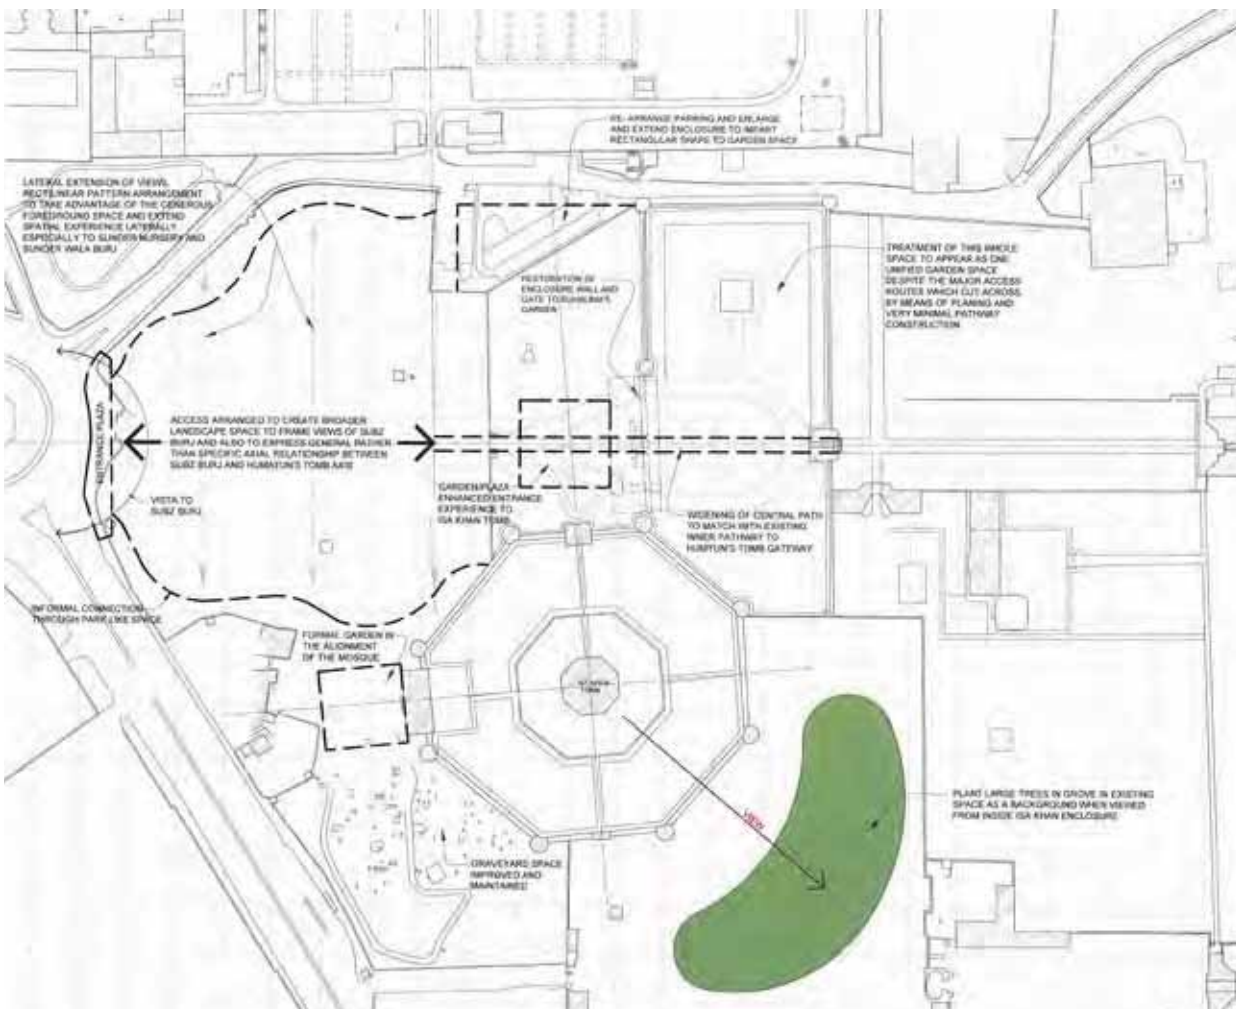 RE-ARRANGE PARKING AND ENLARGE
AND EXTEND ENCLOSURE TO IMPART
RECTANGULAR SHAPE TO GARDEN SPACE
LATERAL EXTENSION OF VIEWS,
RECTILINEAR PATTERN ARRANGEMENT
TO TAKE ADVANTAGE OF THE GENEROUS
FOREGROUND SPACE AND EXTEND
SPATIAL EXPERIENCE LATERALLY
ESPECIALLY TO SUNDER NURSERY AND
SUNDER WALA BURJ
RESTORATION OF
ENCLOSURE WALL AND
GATE TO BUHALIMA'S
GARDEN
TREATMENT OF THIS WHOLE
SPACE TO APPEAR AS ONE
UNIFIED GARDEN SPACE
DESPITE THE MAJOR ACCESS
ROUTES WHICH CUT ACROSS,
BY MEANS OF PLANING AND
VERY MINIMAL PATHWAY
CONSTRUCTION
ENTRANCE PLAZA
ACCESS ARRANGED TO CREATE BROADER
LANDSCAPE SPACE TO FRAME VIEWS OF SUBZ
BURJ AND ALSO TO EXPRESS GENERAL RATHER
THAN SPECIFIC AXIAL RELATIONSHIP BETWEEN
SUBZ BURJ AND HUMAYUN'S TOMB AXIS
VISTA TO
SUBZ BURJ
GARDEN PLAZA
ENHANCED ENTRANCE
EXPERIENCE TO
ISA KHAN TOMB
WIDENING OF CENTRAL PATH
TO MATCH WITH EXISTING
INNER PATHWAY TO
HUMYUN'S TOMB GATEWAY
INFORMAL CONNECTION
THROUGH PARK LIKE SPACE
FORMAL GARDEN IN
THE ALIGNMENT
OF THE MOSQUE
TOMB
VIEW
PLANT LARGE TREES IN GROVE IN EXISTING
SPACE AS A BACKGROUND WHEN VIEWED
FROM INSIDE ISA KHAN ENCLOSURE
GRAVEYARD SPACE
IMPROVED AND
MAINTAINED